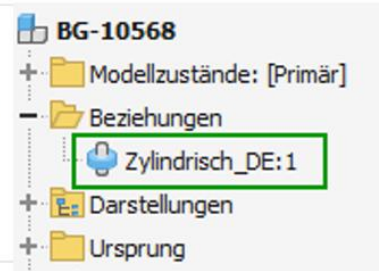 BG-10568
Modellzustände: [Primär]
Beziehungen
Zylindrisch_DE:1
Darstellungen
Ursprung